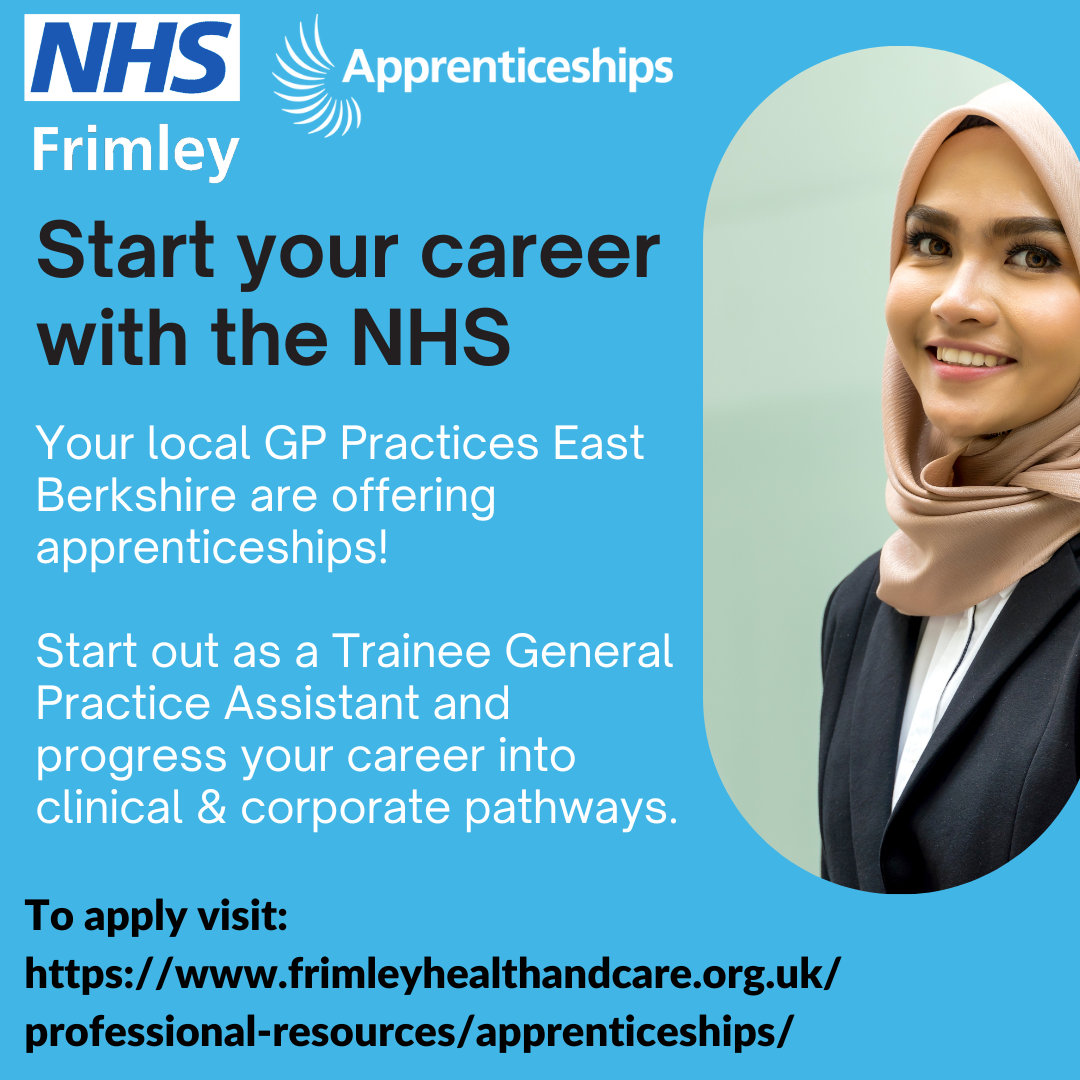 NHS
Frimley
Apprenticeships
Start your career
with the NHS
Your local GP Practices East
Berkshire are offering
apprenticeships!
Start out as a Trainee General
Practice Assistant and
progress your career into
clinical & corporate pathways.
To apply visit:
https://www.frimleyhealthandcare.org.uk/
professional-resources/apprenticeships/